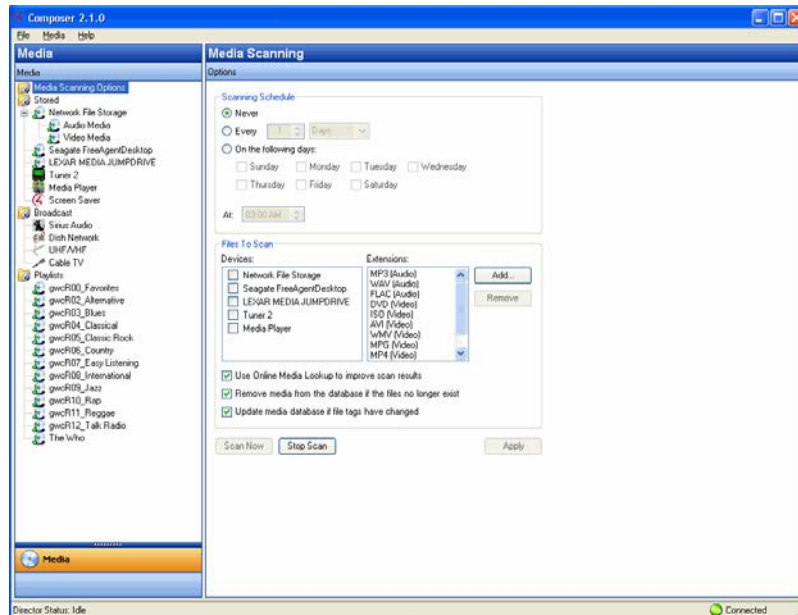 Composer 2.1.0
File Media Help
Media
Media
Media Scanning Options
Stored
Network File Storage
Audio Media
Video Media
Seagate FreeAgentDesktop
LEXAR MEDIA JUMPDRIVE
Tuner 2
Media Player
Screen Saver
Broadcast
Sirius Audio
Dish Network
UHF/VHF
Cable TV
Playlists
gwcR00_Favorites
gwcR02_Alternative
gwcR03_Blues
gwcR04_Classical
gwcR05_Classic Rock
gwcR06_Country
gwcR07_Easy Listening
gwcR08_International
gwcR09_Jazz
gwcR10_Rap
gwcR11_Reggae
gwcR12_Talk Radio
The Who
Media
Media Scanning
Options
Scanning Schedule
Never
Every 1 Days
On the following days:
Sunday Monday Tuesday Wednesday
Thursday Friday Saturday
At: 03:00 AM
Files To Scan
Devices:
Network File Storage
Seagate FreeAgentDesktop
LEXAR MEDIA JUMPDRIVE
Tuner 2
Media Player
Extensions:
MP3 (Audio)
WAV (Audio)
FLAC (Audio)
DVD (Video)
ISO (Video)
AVI (Video)
WMV (Video)
MPG (Video)
MP4 (Video)
Add...
Remove
Use Online Media Lookup to improve scan results
Remove media from the database if the files no longer exist
Update media database if file tags have changed
Scan Now Stop Scan Apply
Director Status: Idle
Connected